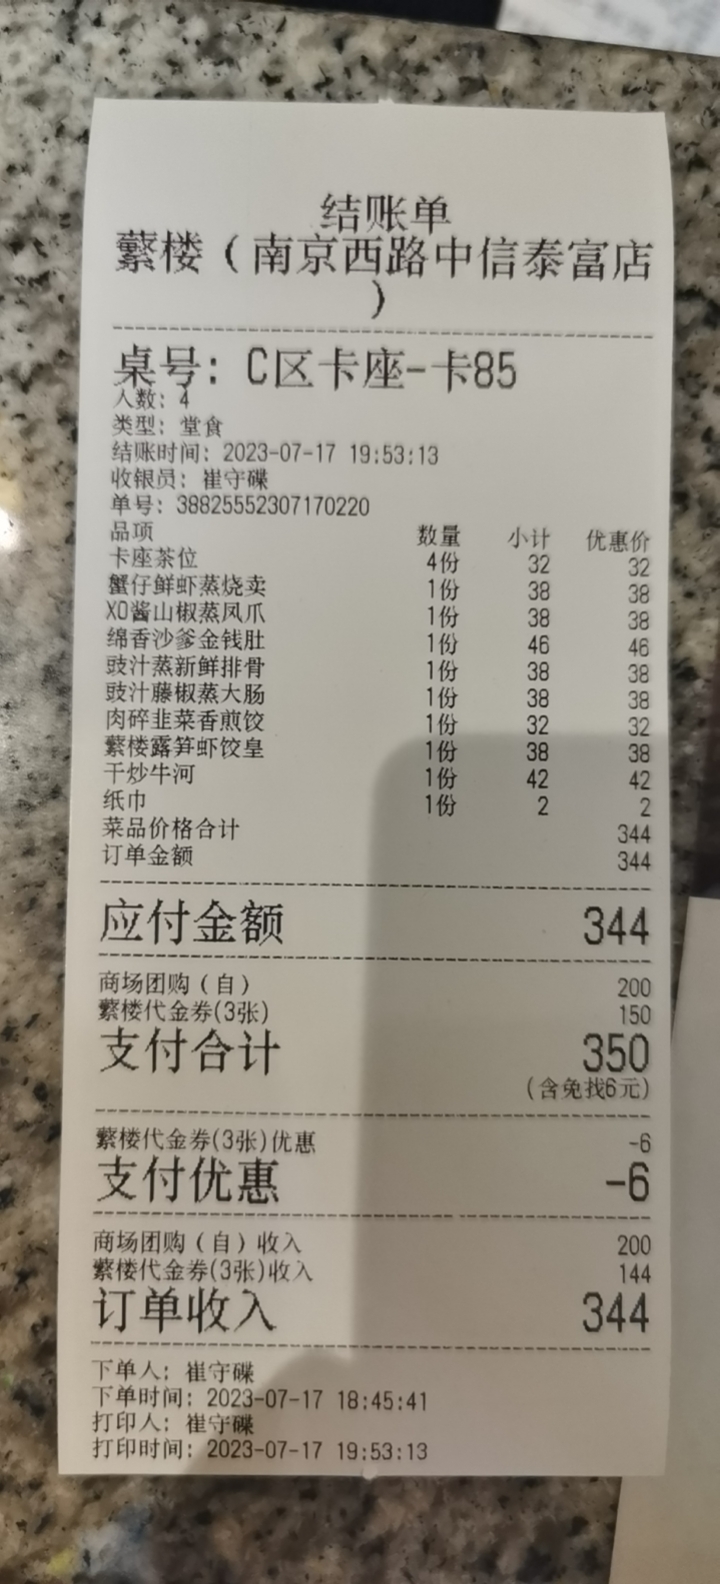 结账单
蘩楼（南京西路中信泰富店
）
桌号: C区卡座-卡85
人数: 4
类型: 堂食
结账时间: 2023-07-17 19:53:13
收银员: 崔守碟
单号: 38825552307170220
品项 数量 小计 优惠价
卡座茶位 4份 32 32
蟹仔鲜虾蒸烧卖 1份 38 38
XO酱山椒蒸凤爪 1份 38 38
绵香沙爹金钱肚 1份 46 46
豉汁蒸新鲜排骨 1份 38 38
豉汁藤椒蒸大肠 1份 38 38
肉碎韭菜香煎饺 1份 32 32
蘩楼露笋虾饺皇 1份 38 38
干炒牛河 1份 42 42
纸巾 1份 2 2
菜品价格合计 344
订单金额 344
应付金额 344
商场团购（自） 200
蘩楼代金券(3张) 150
支付合计 350
(含免找6元)
蘩楼代金券(3张)优惠 -6
支付优惠 -6
商场团购（自）收入 200
蘩楼代金券(3张)收入 144
订单收入 344
下单人: 崔守碟
下单时间: 2023-07-17 18:45:41
打印人: 崔守碟
打印时间: 2023-07-17 19:53:13